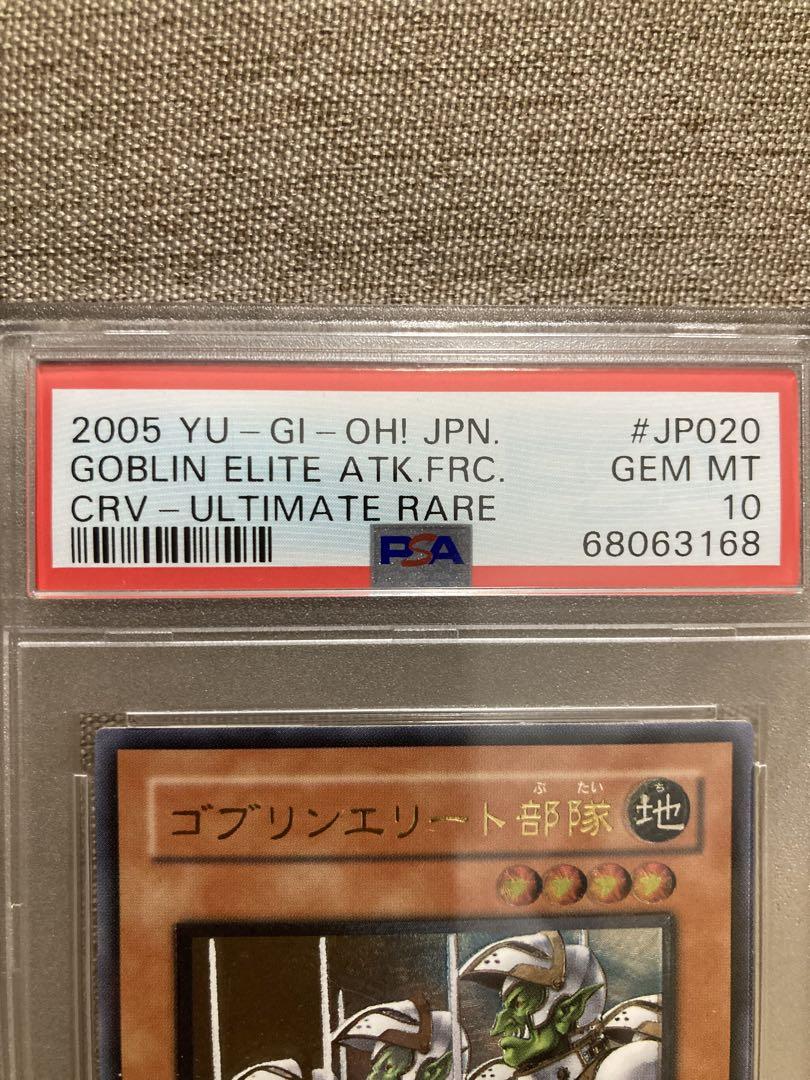 2005 YU-GI-OH! JPN. #JP020
GOBLIN ELITE ATK.FRC. GEM MT
CRV-ULTIMATE RARE 10
PSA 68063168
ぶたい ち
ゴブリンエリート部隊 地